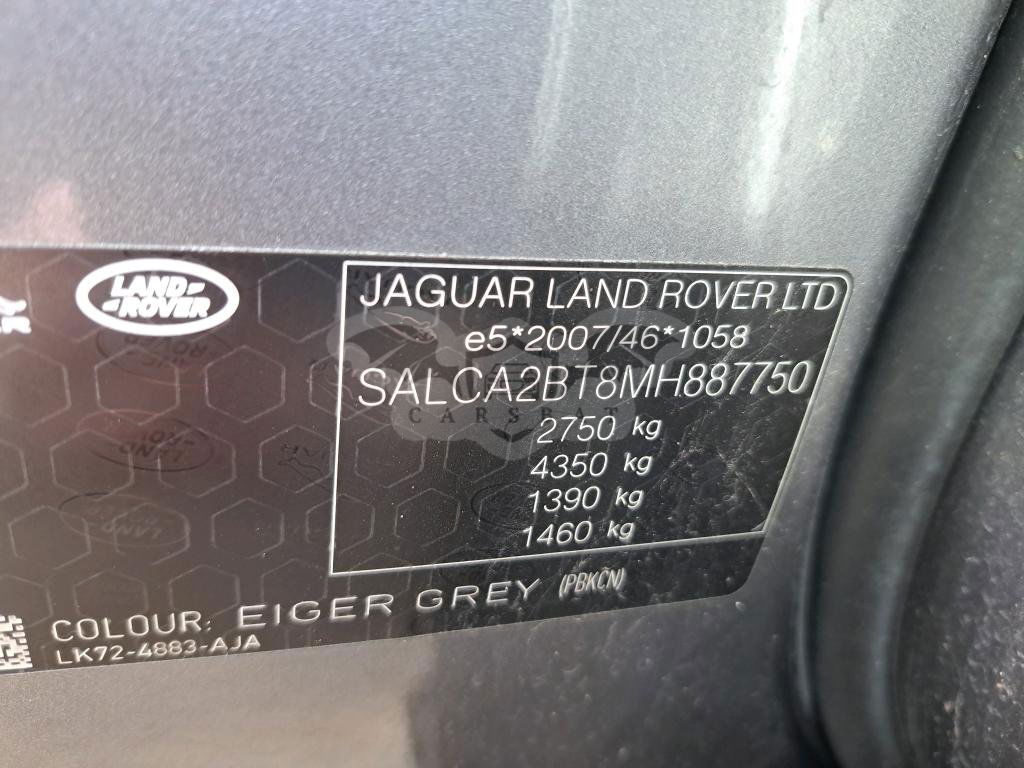 LAND-
-ROVER
JAGUAR LAND ROVER LTD
e5*2007/46*1058
SALCA2BT8MH887750
CARSBAT
2750 kg
4350 kg
1390 kg
1460 kg
COLOUR: EIGER GREY (PBKCN)
LK72-4883-AJA